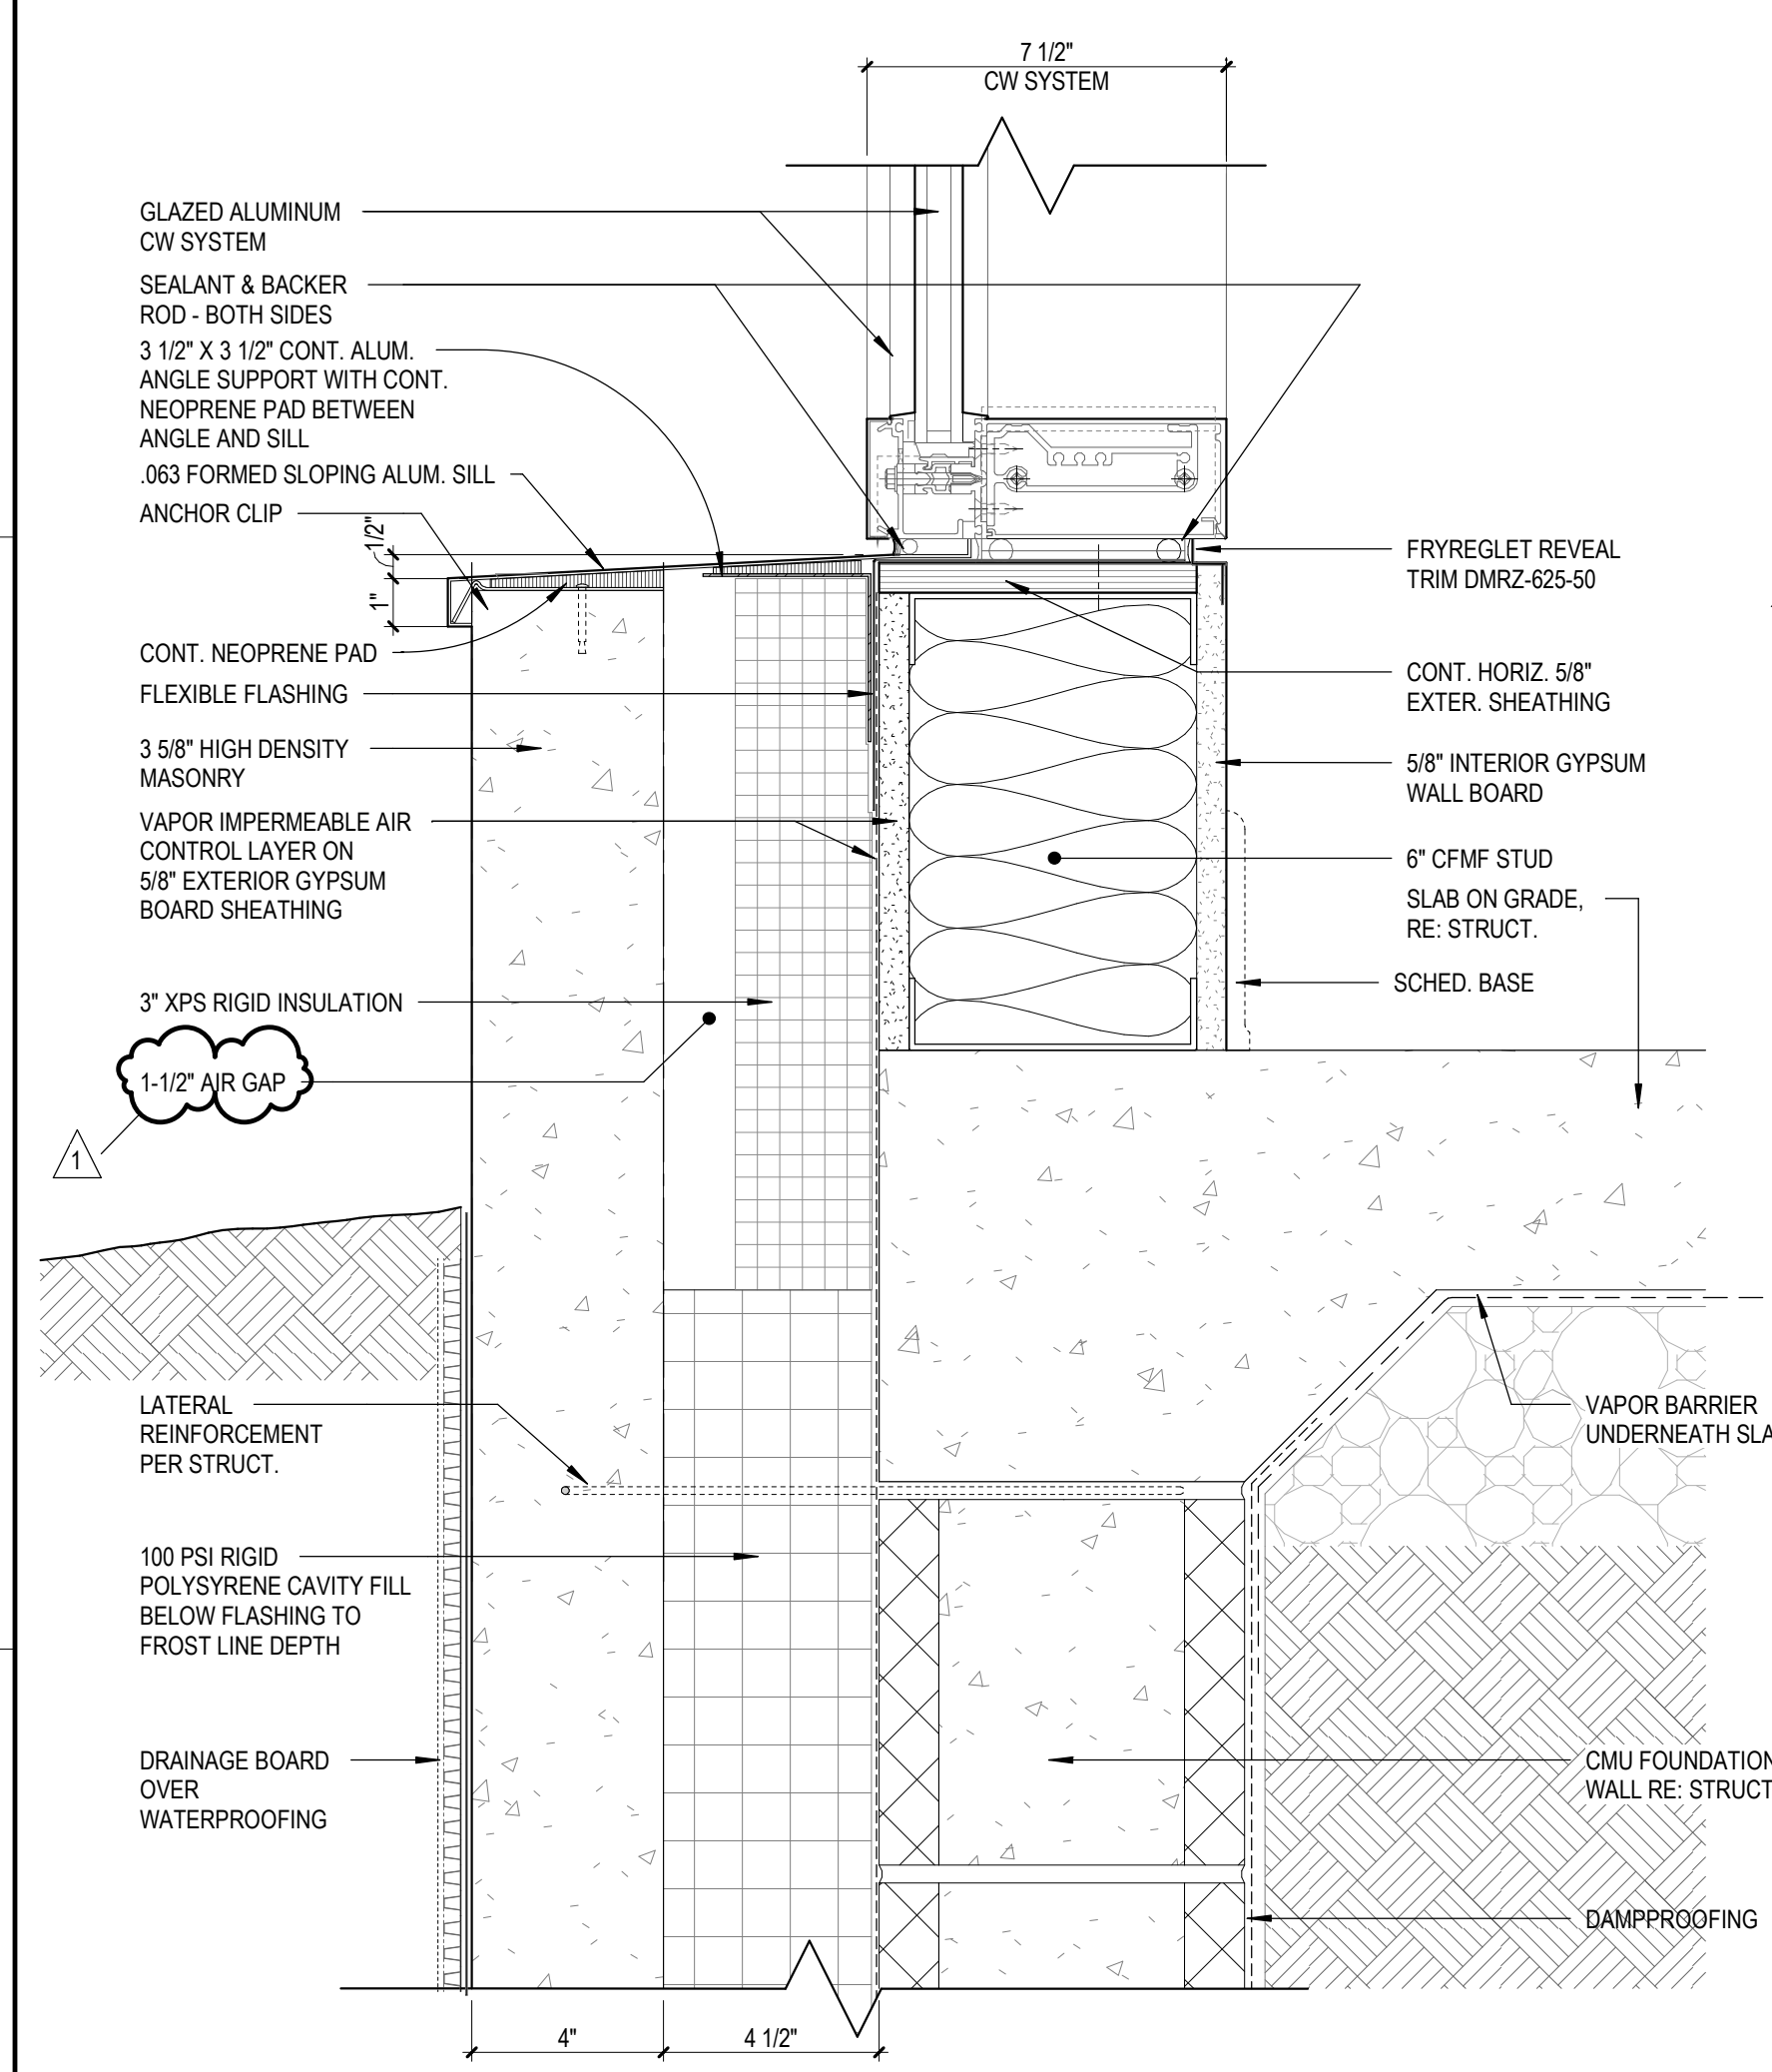 7 1/2"
CW SYSTEM
GLAZED ALUMINUM
CW SYSTEM
SEALANT & BACKER
ROD - BOTH SIDES
3 1/2" X 3 1/2" CONT. ALUM.
ANGLE SUPPORT WITH CONT.
NEOPRENE PAD BETWEEN
ANGLE AND SILL
.063 FORMED SLOPING ALUM. SILL
ANCHOR CLIP
1/2"
1"
CONT. NEOPRENE PAD
FLEXIBLE FLASHING
3 5/8" HIGH DENSITY
MASONRY
VAPOR IMPERMEABLE AIR
CONTROL LAYER ON
5/8" EXTERIOR GYPSUM
BOARD SHEATHING
3" XPS RIGID INSULATION
1-1/2" AIR GAP
1
LATERAL
REINFORCEMENT
PER STRUCT.
100 PSI RIGID
POLYSYRENE CAVITY FILL
BELOW FLASHING TO
FROST LINE DEPTH
DRAINAGE BOARD
OVER
WATERPROOFING
FRYREGLET REVEAL
TRIM DMRZ-625-50
CONT. HORIZ. 5/8"
EXTER. SHEATHING
5/8" INTERIOR GYPSUM
WALL BOARD
6" CFMF STUD
SLAB ON GRADE,
RE: STRUCT.
SCHED. BASE
VAPOR BARRIER
UNDERNEATH SLA
CMU FOUNDATION
WALL RE: STRUCT
DAMPPROOFING
4"
4 1/2"